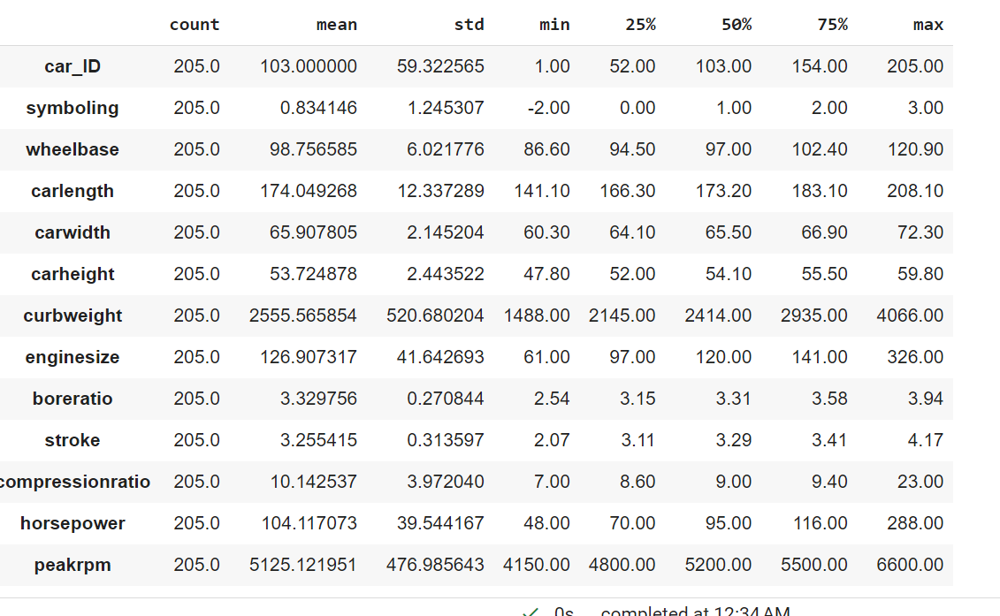 count mean std min 25% 50% 75% max
car_ID 205.0 103.000000 59.322565 1.00 52.00 103.00 154.00 205.00
symboling 205.0 0.834146 1.245307 -2.00 0.00 1.00 2.00 3.00
wheelbase 205.0 98.756585 6.021776 86.60 94.50 97.00 102.40 120.90
carlength 205.0 174.049268 12.337289 141.10 166.30 173.20 183.10 208.10
carwidth 205.0 65.907805 2.145204 60.30 64.10 65.50 66.90 72.30
carheight 205.0 53.724878 2.443522 47.80 52.00 54.10 55.50 59.80
curbweight 205.0 2555.565854 520.680204 1488.00 2145.00 2414.00 2935.00 4066.00
enginesize 205.0 126.907317 41.642693 61.00 97.00 120.00 141.00 326.00
boreratio 205.0 3.329756 0.270844 2.54 3.15 3.31 3.58 3.94
stroke 205.0 3.255415 0.313597 2.07 3.11 3.29 3.41 4.17
compressionratio 205.0 10.142537 3.972040 7.00 8.60 9.00 9.40 23.00
horsepower 205.0 104.117073 39.544167 48.00 70.00 95.00 116.00 288.00
peakrpm 205.0 5125.121951 476.985643 4150.00 4800.00 5200.00 5500.00 6600.00
0s completed at 12:34 AM